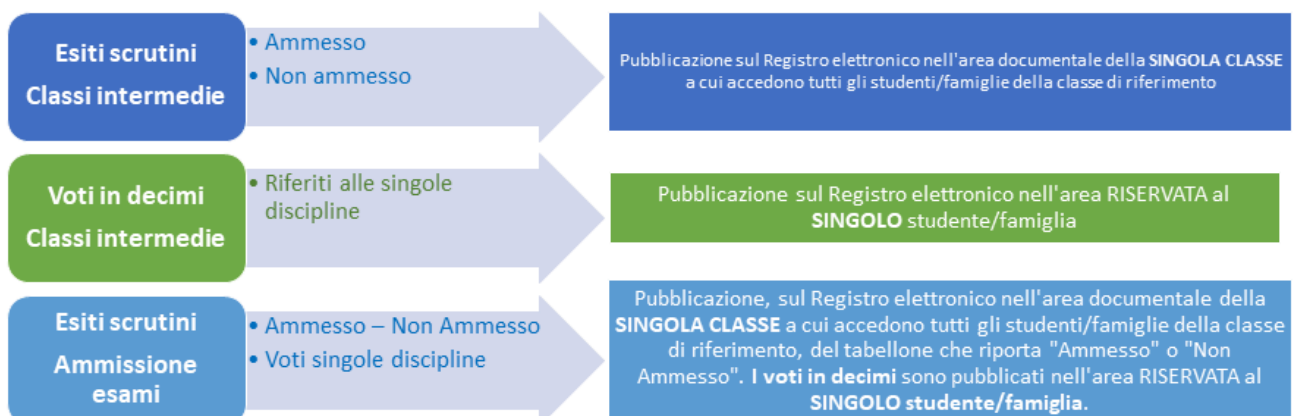 Esiti scrutini
Classi intermedie
• Ammesso
• Non ammesso
Pubblicazione sul Registro elettronico nell'area documentale della SINGOLA CLASSE
a cui accedono tutti gli studenti/famiglie della classe di riferimento
Voti in decimi
Classi intermedie
• Riferiti alle singole
discipline
Pubblicazione sul Registro elettronico nell'area RISERVATA al
SINGOLO studente/famiglia
Esiti scrutini
Ammissione
esami
• Ammesso – Non Ammesso
• Voti singole discipline
Pubblicazione, sul Registro elettronico nell'area documentale della
SINGOLA CLASSE a cui accedono tutti gli studenti/famiglie della classe
di riferimento, del tabellone che riporta "Ammesso" o "Non
Ammesso". I voti in decimi sono pubblicati nell'area RISERVATA al
SINGOLO studente/famiglia.